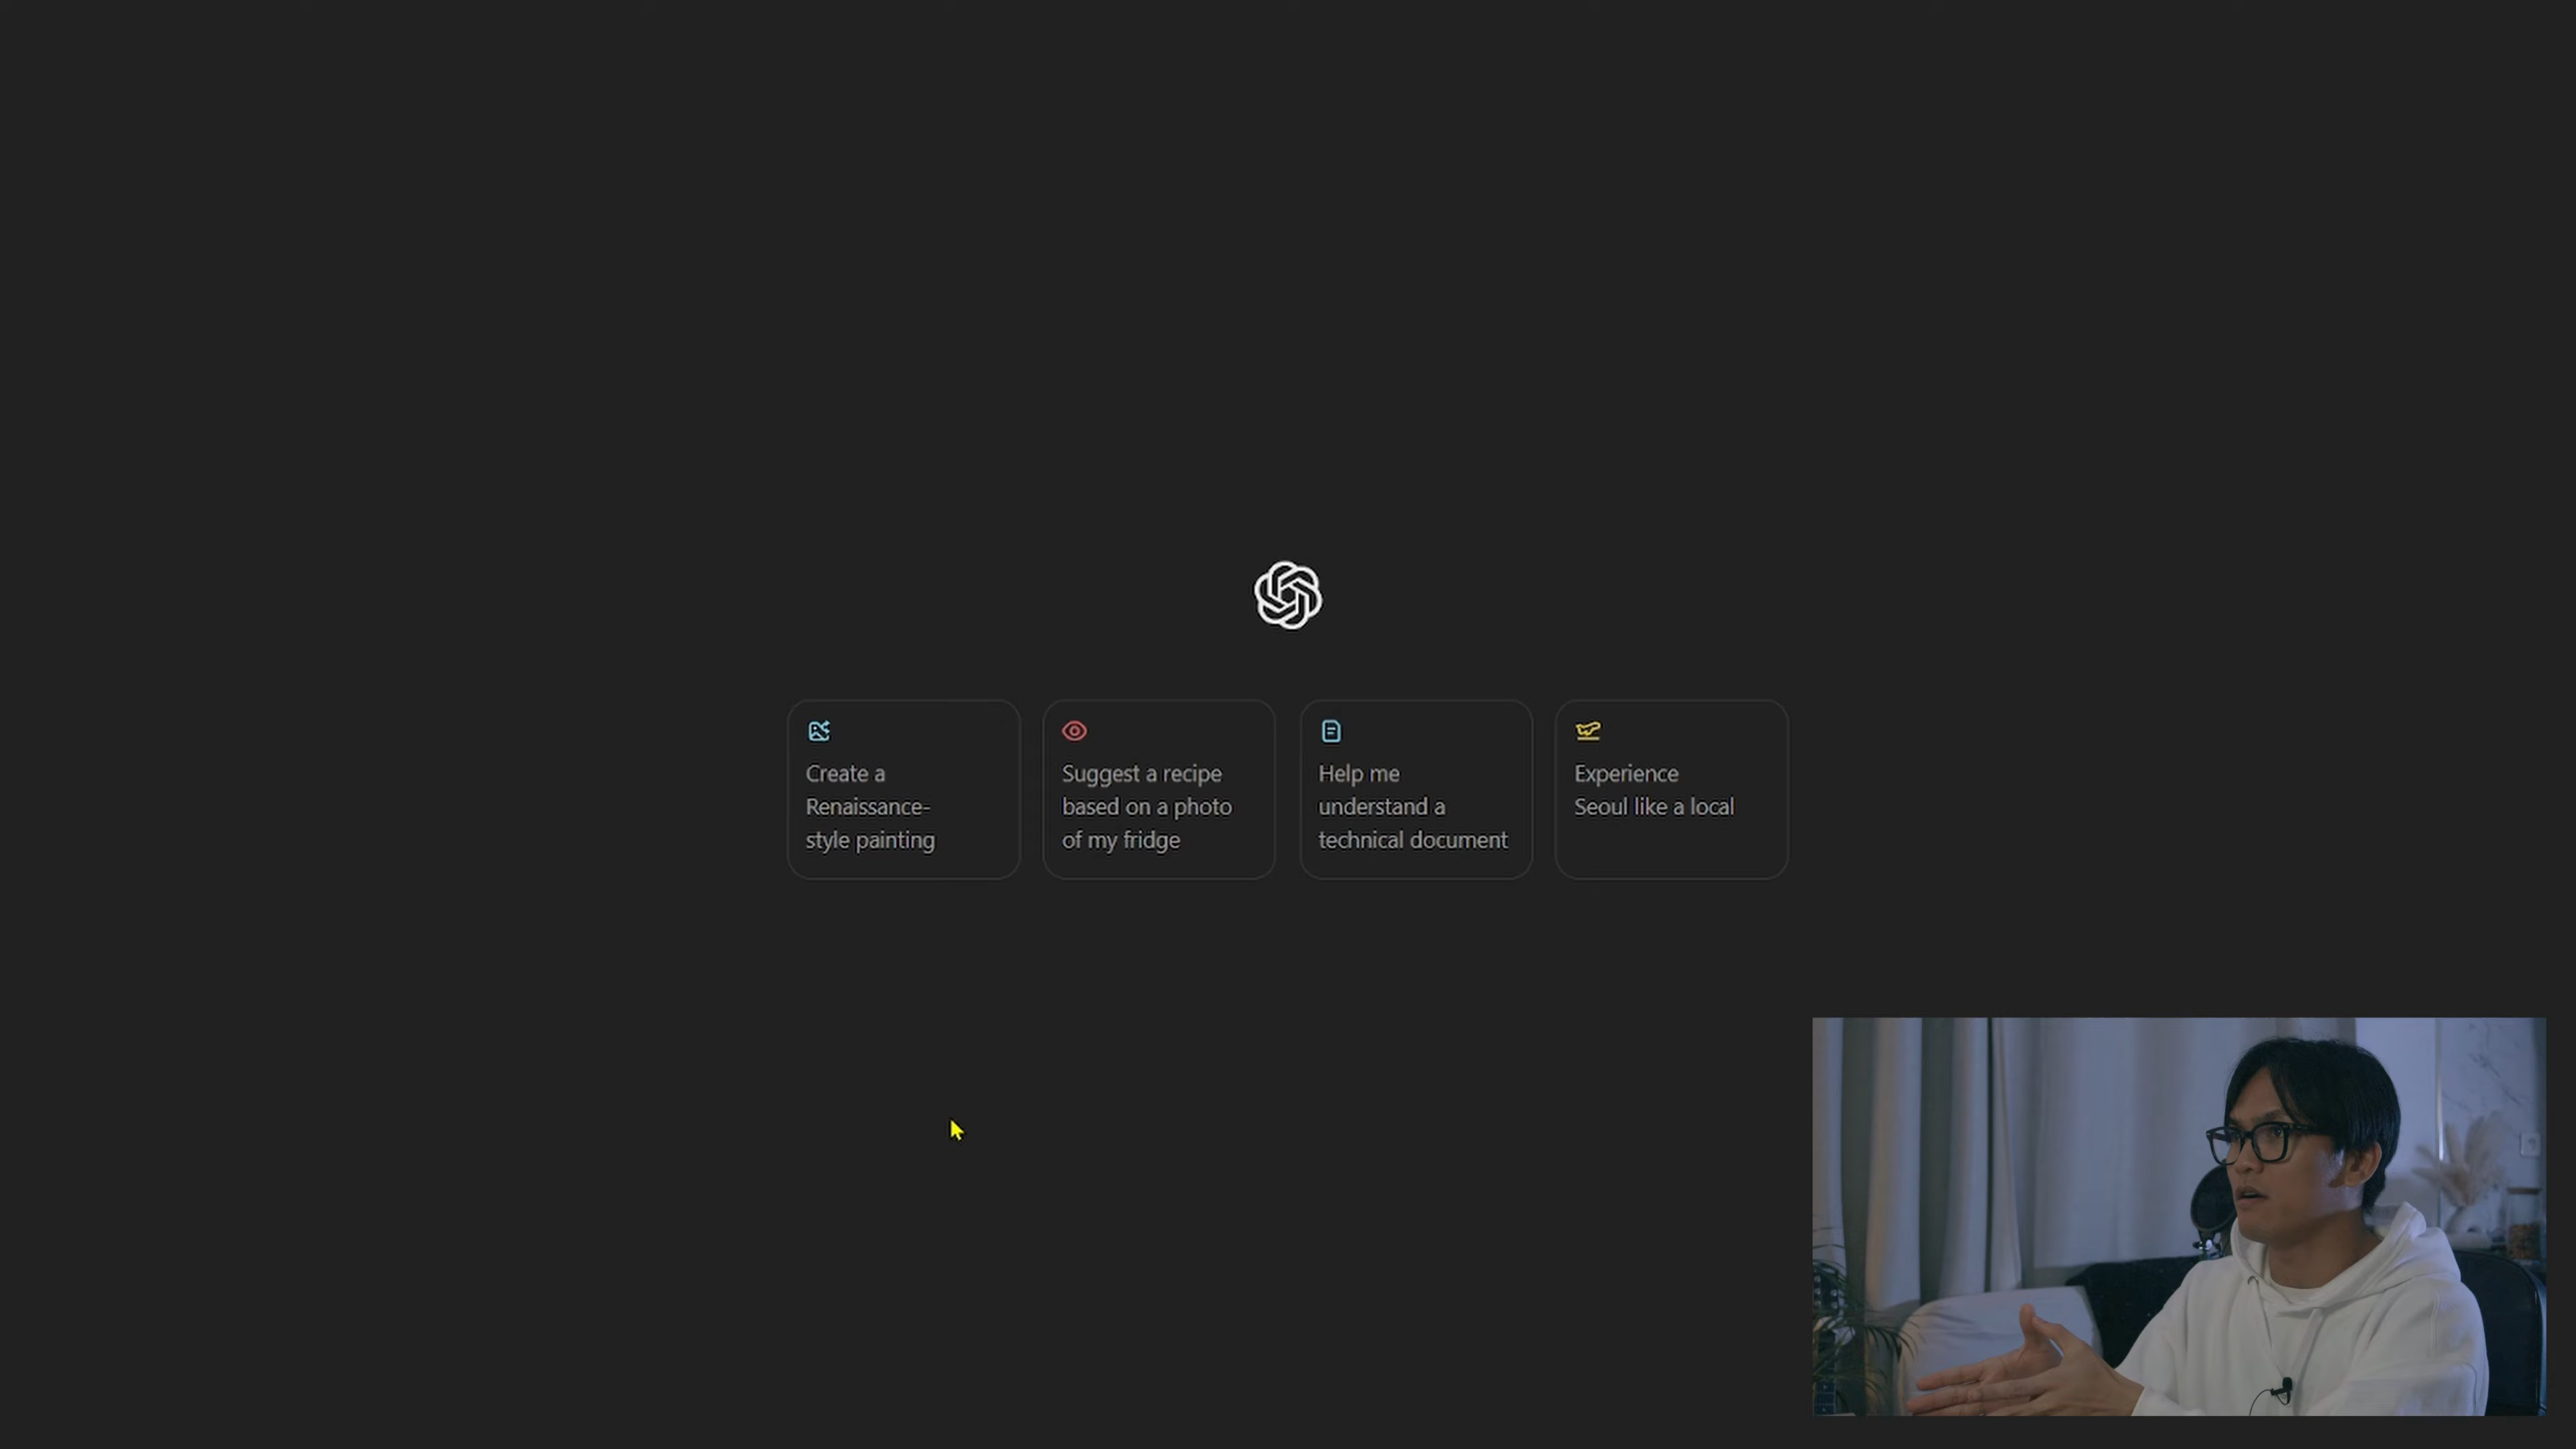 Create a
Renaissance-
style painting
Suggest a recipe
based on a photo
of my fridge
Help me
understand a
technical document
Experience
Seoul like a local